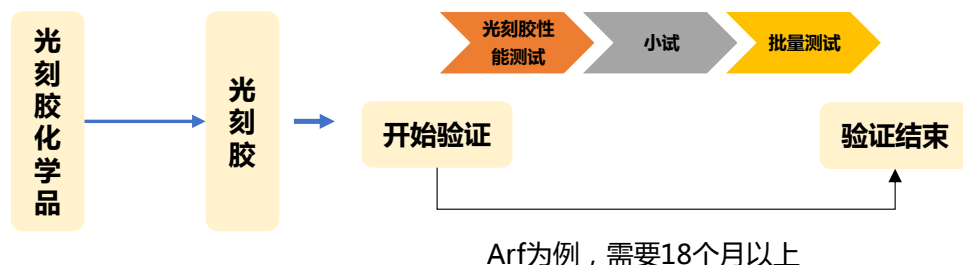 光刻胶化学品
光刻胶
光刻胶性
能测试
小试
批量测试
开始验证
验证结束
Arf为例，需要18个月以上